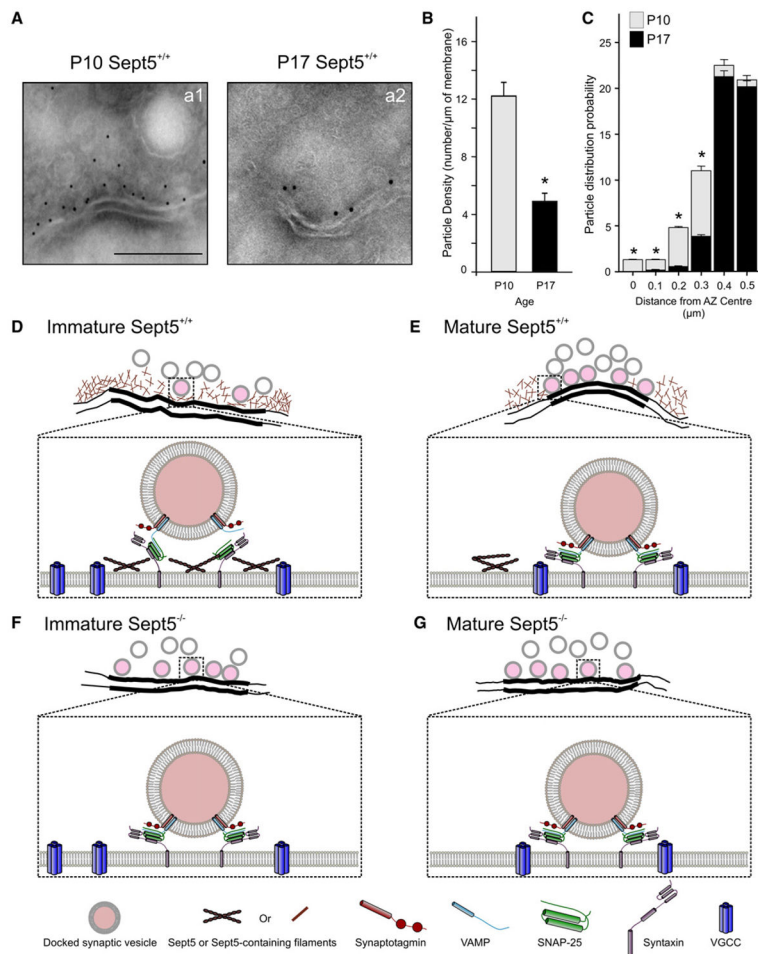 A
P10 Sept5+/+
a1
P17 Sept5+/+
a2
B
Particle Density (number/μm of membrane)
16
12
8
4
0
*
P10
P17
Age
C
P10
P17
Particle distribution probability
25
20
15
10
5
0
*
*
*
*
0
0.1
0.2
0.3
0.4
0.5
Distance from AZ Centre
(μm)
D Immature Sept5+/+
E Mature Sept5+/+
F Immature Sept5-/-
G Mature Sept5-/-
Or
Docked synaptic vesicle
Sept5 or Sept5-containing filaments
Synaptotagmin
VAMP
SNAP-25
Syntaxin
VGCC